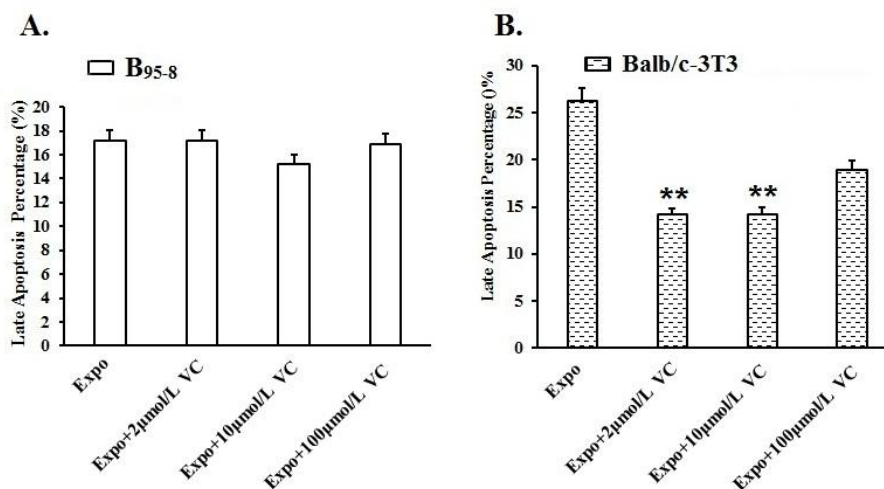 A.
B₉₅₋₈
Late Apoptosis Percentage (%)
20
18
16
14
12
10
8
6
4
2
0
Expo
Expo+2μmol/L VC
Expo+10μmol/L VC
Expo+100μmol/L VC
B.
Balb/c-3T3
Late Apoptosis Percentage ()%
30
25
20
15
10
5
0
**
**
Expo
Expo+2μmol/L VC
Expo+10μmol/L VC
Expo+100μmol/L VC